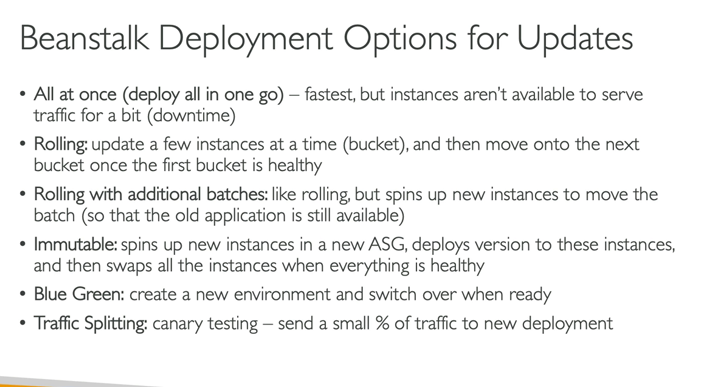 Beanstalk Deployment Options for Updates
• All at once (deploy all in one go) – fastest, but instances aren't available to serve
traffic for a bit (downtime)
• Rolling: update a few instances at a time (bucket), and then move onto the next
bucket once the first bucket is healthy
• Rolling with additional batches: like rolling, but spins up new instances to move the
batch (so that the old application is still available)
• Immutable: spins up new instances in a new ASG, deploys version to these instances,
and then swaps all the instances when everything is healthy
• Blue Green: create a new environment and switch over when ready
• Traffic Splitting: canary testing – send a small % of traffic to new deployment